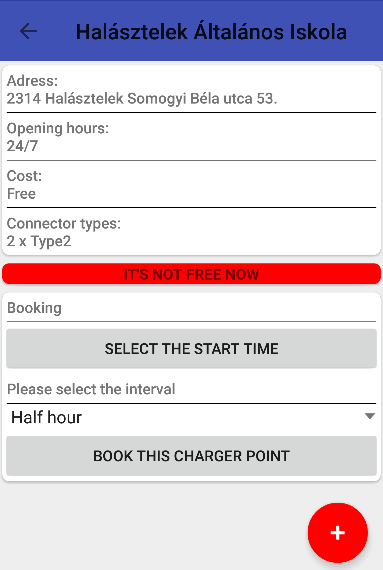 Halásztelek Általános Iskola
Adress:
2314 Halásztelek Somogyi Béla utca 53.
Opening hours:
24/7
Cost:
Free
Connector types:
2 x Type2
IT'S NOT FREE NOW
Booking
SELECT THE START TIME
Please select the interval
Half hour
BOOK THIS CHARGER POINT
+